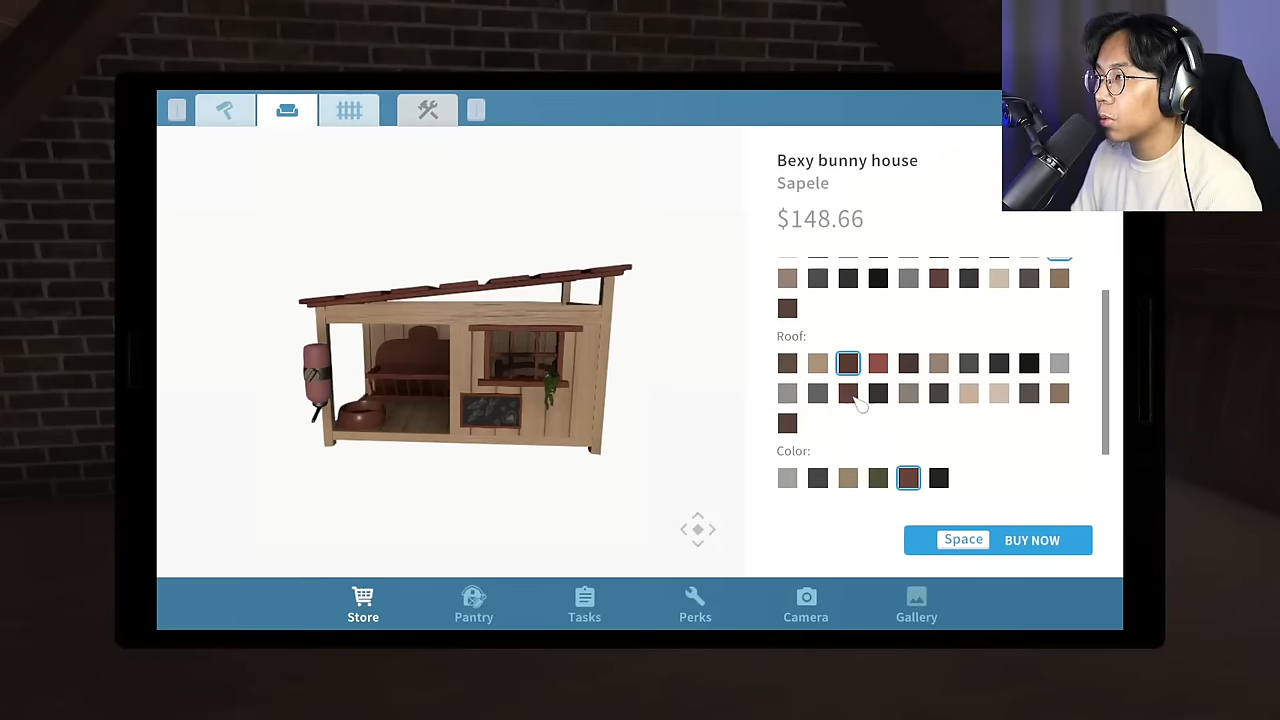 Bexy bunny house
Sapele
$148.66
Roof:
Color:
Space BUY NOW
Store
Pantry
Tasks
Perks
Camera
Gallery